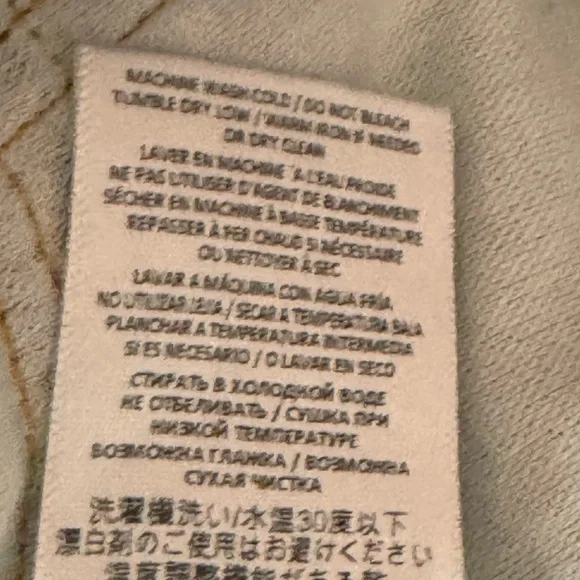 MACHINE WASH COLD / DO NOT BLEACH
TUMBLE DRY LOW / WARM IRON IF NEEDED
OR DRY CLEAN
LAVER EN MACHINE À L'EAU FROIDE
NE PAS UTILISER D'AGENT DE BLANCHIMENT
SÉCHER EN MACHINE À BASSE TEMPÉRATURE
REPASSER À FER CHAUD SI NÉCESSAIRE
OU NETTOYER À SEC
LAVAR A MÁQUINA CON AGUA FRÍA
NO UTILIZAR LEJIA / SECAR A TEMPERATURA BAJA
PLANCHAR A TEMPERATURA INTERMEDIA
SI ES NECESARIO / O LAVAR EN SECO
СТИРАТЬ В ХОЛОДНОЙ ВОДЕ
НЕ ОТБЕЛИВАТЬ / СУШКА ПРИ
НИЗКОЙ ТЕМПЕРАТУРЕ
ВОЗМОЖНА ГЛАЖКА / ВОЗМОЖНА
СУХАЯ ЧИСТКА
洗濯機洗い/水温30度以下
漂白剤のご使用はお避けください